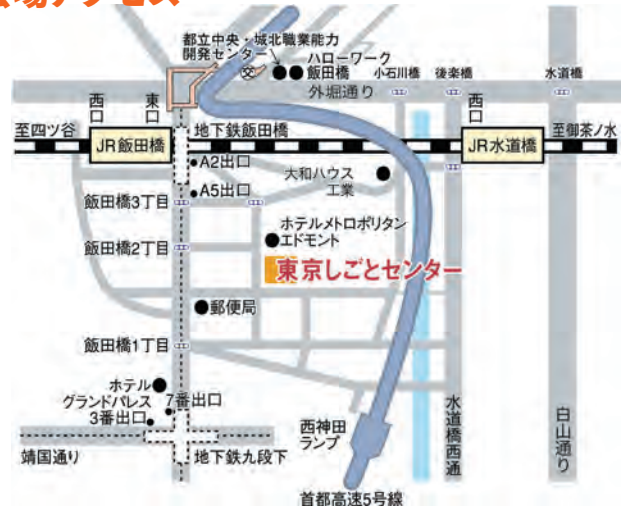 会場アクセス
都立中央・城北職業能力
開発センター
ハローワーク
飯田橋
小石川橋
後楽橋
水道橋
外堀通り
西口
東口
西口
至四ツ谷
JR飯田橋
地下鉄飯田橋
JR水道橋
至御茶ノ水
A2出口
大和ハウス
工業
A5出口
飯田橋3丁目
ホテルメトロポリタン
エドモント
飯田橋2丁目
東京しごとセンター
郵便局
飯田橋1丁目
ホテル
グランドパレス
7番出口
3番出口
西神田
ランプ
水道橋西通
白山通り
靖国通り
地下鉄九段下
首都高速5号線